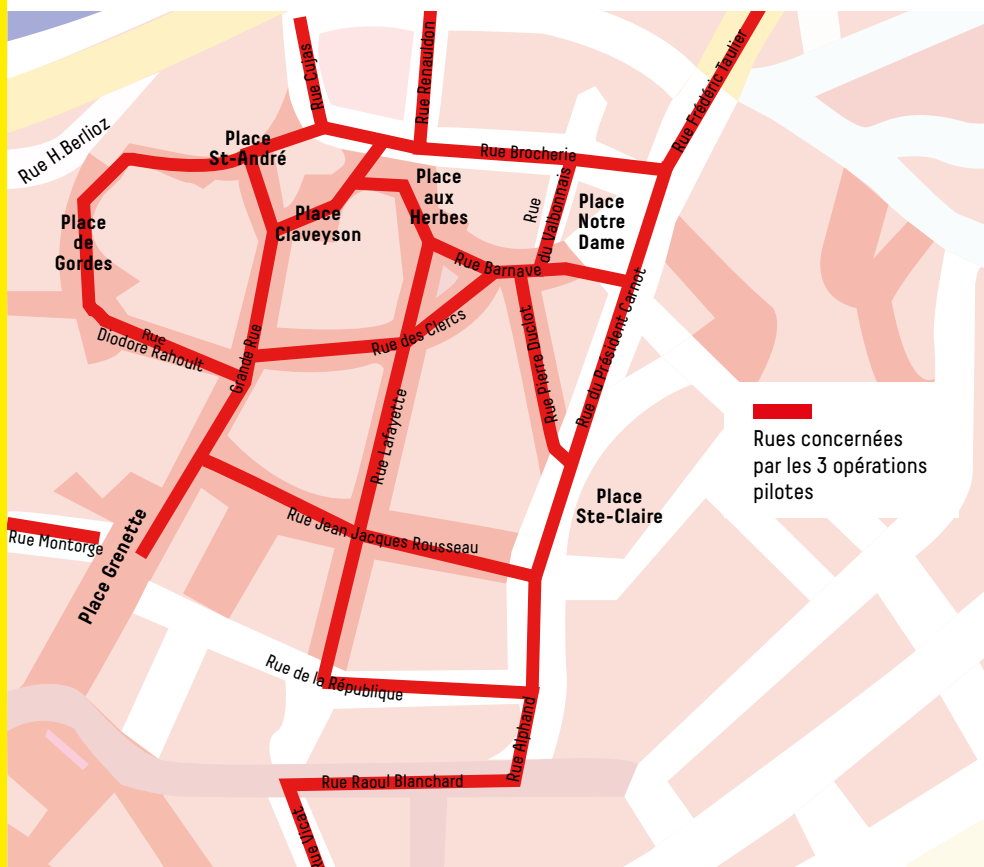 Rue Cujas
Rue Renauldon
Rue Frédéric Taulier
Rue H.Berlioz
Place
St-André
Rue Brocherie
Place
aux
Herbes
Place
Claveyson
Place
de
Gordes
Rue
du Valbonnais
Place
Notre
Dame
Rue Barnave
Rue
Diodore Rahoult
Grande Rue
Rue des Clercs
Rue Pierre Duclot
Rue du Président Carnot
Rue Lafayette
Rues concernées
par les 3 opérations
pilotes
Place
Ste-Claire
Rue Jean Jacques Rousseau
Rue Montorge
Place Grenette
Rue de la République
Rue Alphand
Rue Raoul Blanchard
Rue Vicat